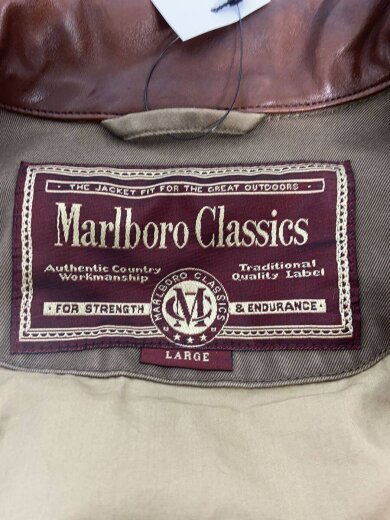 · THE JACKET FIT FOR THE GREAT OUTDOORS ·
Marlboro Classics
Authentic Country Workmanship
Traditional Quality Label
MARLBORO CLASSICS
MC
· FOR STRENGTH & ENDURANCE ·
LARGE